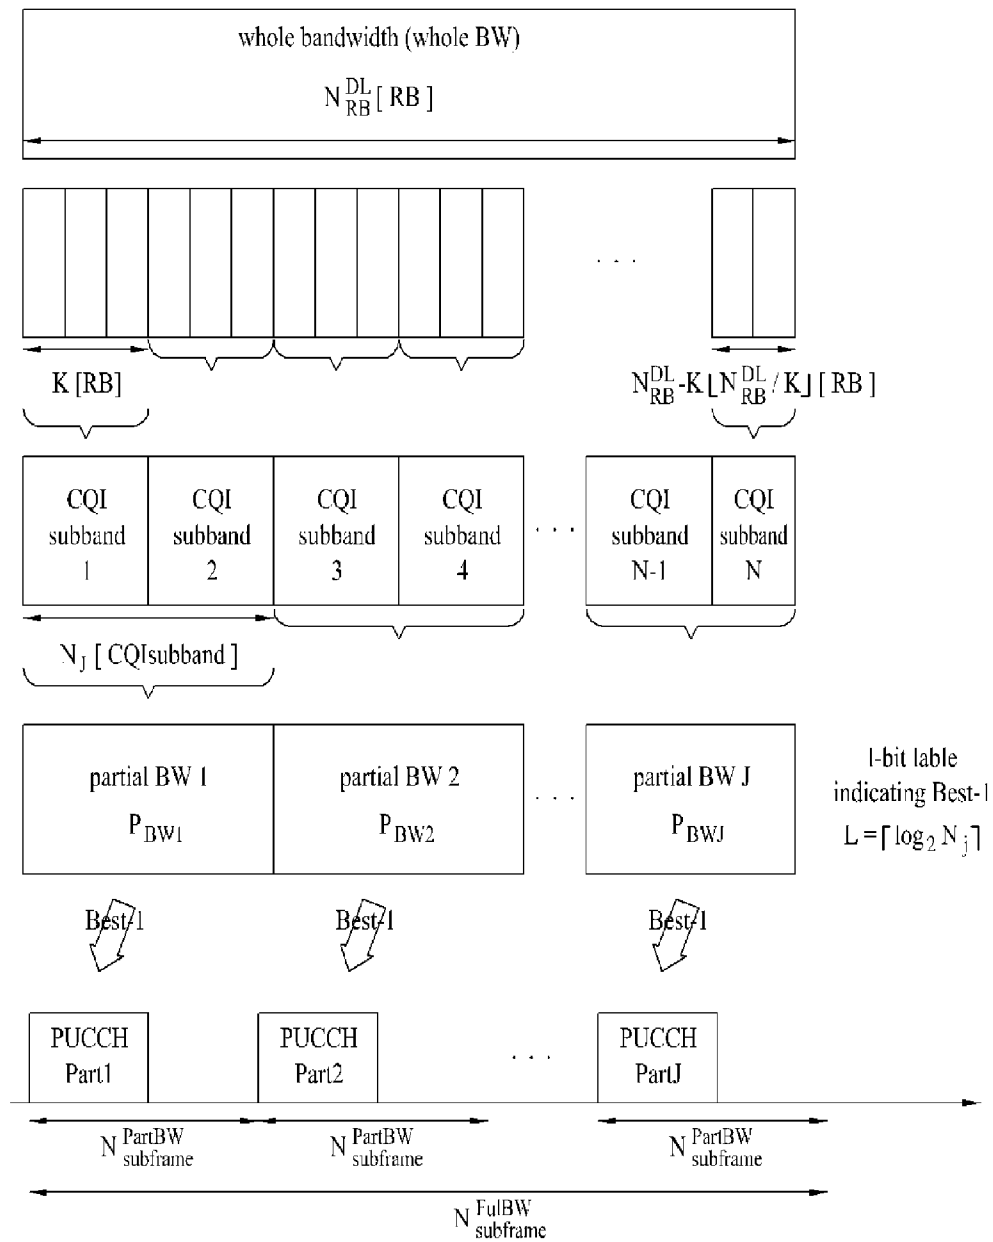 whole bandwidth (whole BW)
N DL RB [ RB ]
. . .
K [RB]
N DL RB -K⌊N DL RB / K⌋ [ RB ]
CQI subband 1
CQI subband 2
CQI subband 3
CQI subband 4
. . .
CQI subband N-1
CQI subband N
N J [ CQIsubband ]
partial BW 1
P BW1
partial BW 2
P BW2
. . .
partial BW J
P BWJ
1-bit lable
indicating Best-1
L =⌈log2 N j⌉
Best-1
Best-1
Best-1
PUCCH
Part1
PUCCH
Part2
. . .
PUCCH
PartJ
N PartBW subframe
N PartBW subframe
N PartBW subframe
N FulBW subframe